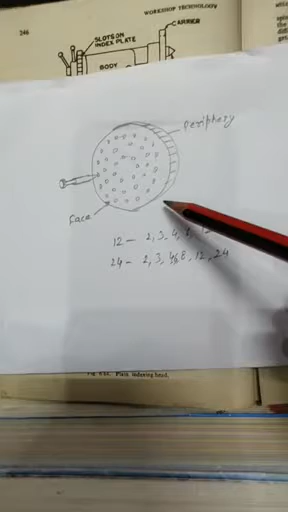 246
WORKSHOP TECHNOLOGY
CARRIER
SLOTS ON
INDEX PLATE
BODY
periphery
Face
12 - 2, 3, 4, 6, 12
24 - 2, 3, 4, 6, 8, 12, 24
Plain indexing head.